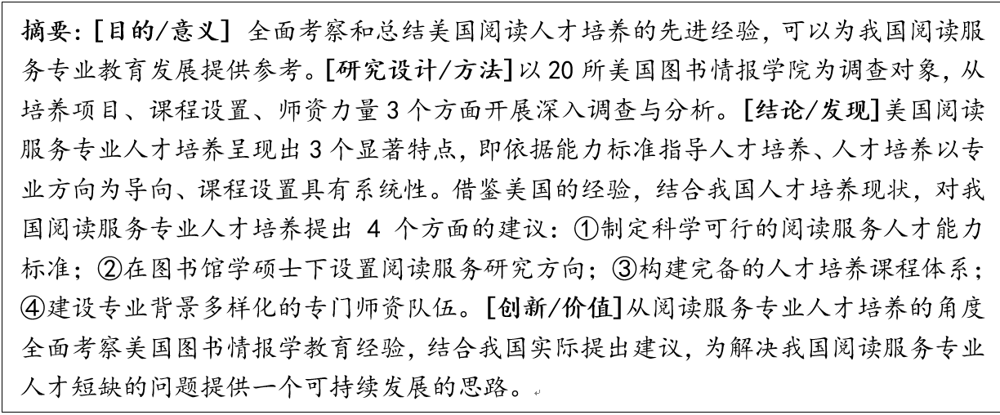 摘要：[目的/意义] 全面考察和总结美国阅读人才培养的先进经验，可以为我国阅读服
务专业教育发展提供参考。[研究设计/方法]以20所美国图书情报学院为调查对象，从
培养项目、课程设置、师资力量3个方面开展深入调查与分析。[结论/发现]美国阅读
服务专业人才培养呈现出3个显著特点，即依据能力标准指导人才培养、人才培养以专
业方向为导向、课程设置具有系统性。借鉴美国的经验，结合我国人才培养现状，对我
国阅读服务专业人才培养提出 4 个方面的建议：①制定科学可行的阅读服务人才能力
标准；②在图书馆学硕士下设置阅读服务研究方向；③构建完备的人才培养课程体系；
④建设专业背景多样化的专门师资队伍。[创新/价值]从阅读服务专业人才培养的角度
全面考察美国图书情报学教育经验，结合我国实际提出建议，为解决我国阅读服务专业
人才短缺的问题提供一个可持续发展的思路。